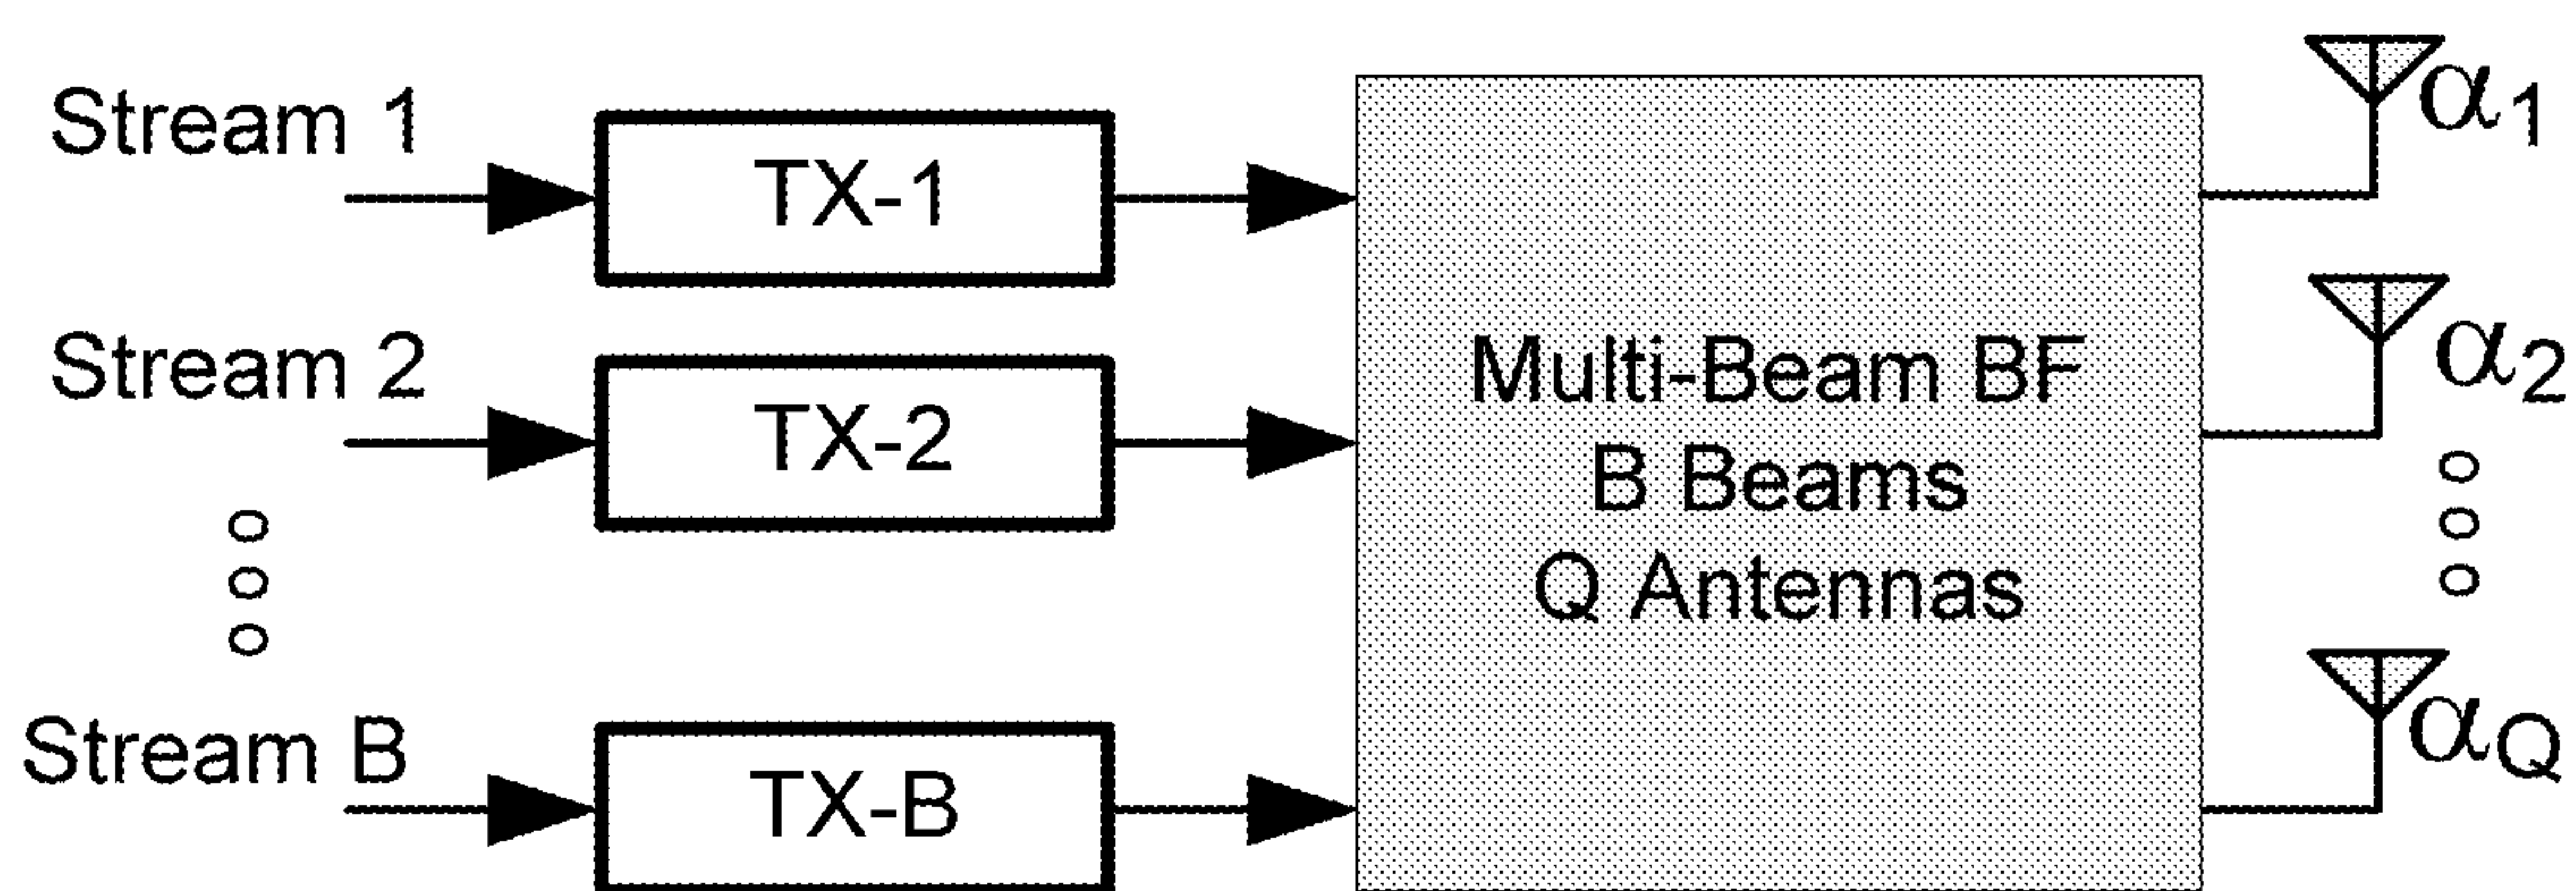 Stream 1
TX-1
α1
Stream 2
TX-2
α2
Multi-Beam BF
B Beams
Q Antennas
Stream B
TX-B
αQ